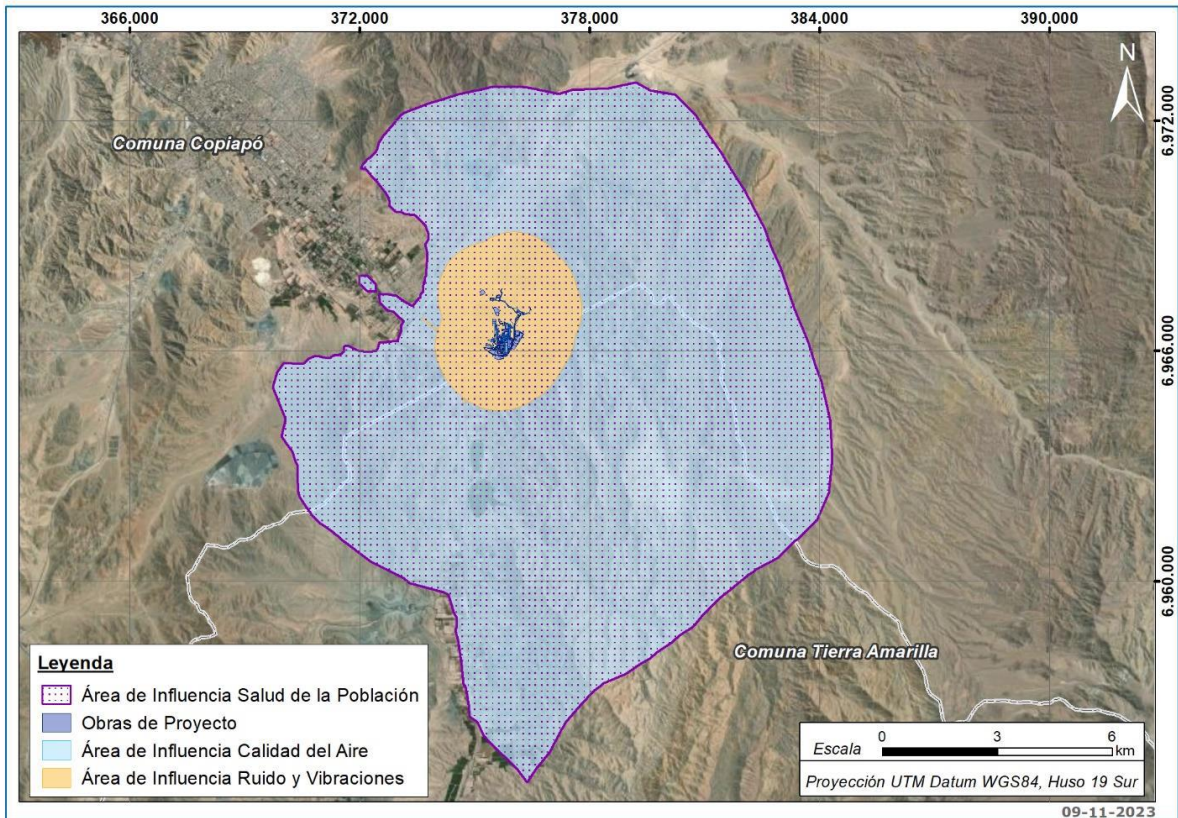 366.000 372.000 378.000 384.000 390.000
N
6.972.000
Comuna Copiapó
6.966.000
6.960.000
Comuna Tierra Amarilla
Leyenda
Área de Influencia Salud de la Población
Obras de Proyecto
Área de Influencia Calidad del Aire
Área de Influencia Ruido y Vibraciones
Escala 0 3 6 km
Proyección UTM Datum WGS84, Huso 19 Sur
09-11-2023